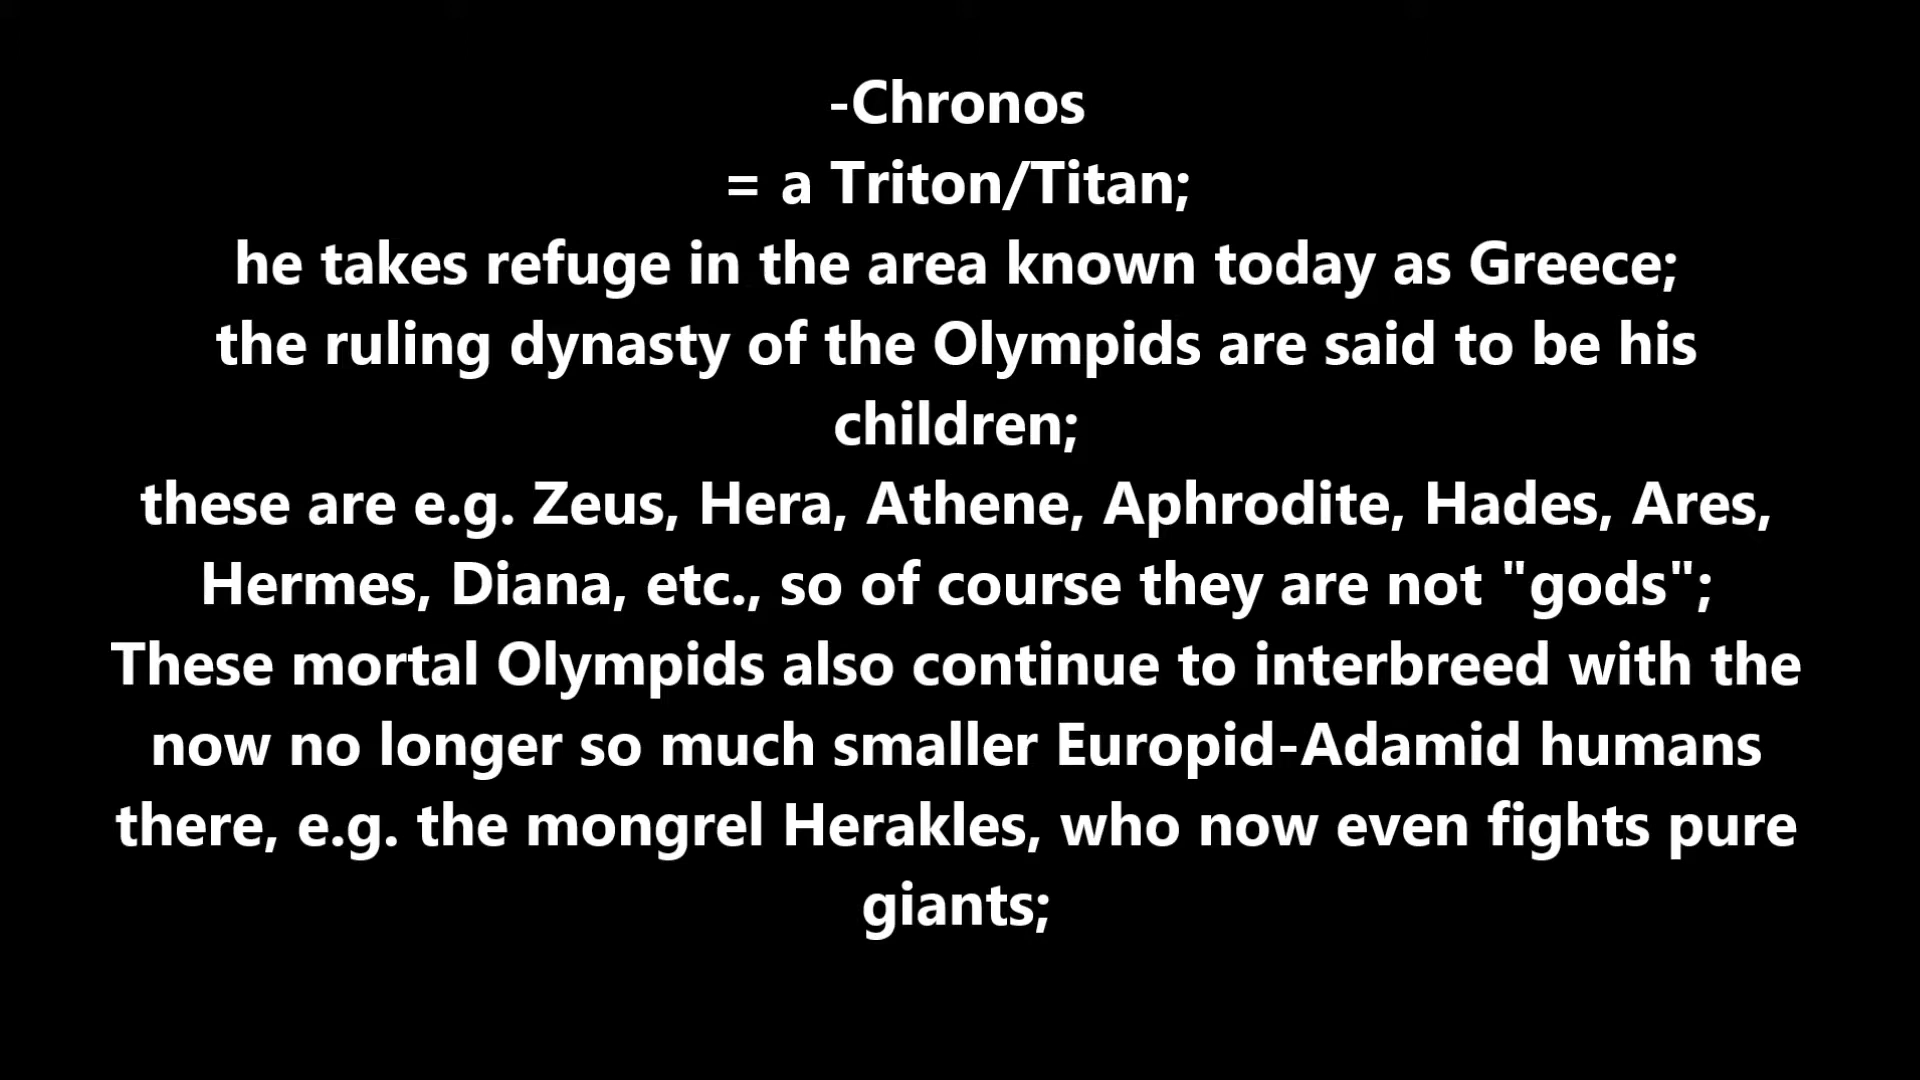 -Chronos
= a Triton/Titan;
he takes refuge in the area known today as Greece;
the ruling dynasty of the Olympids are said to be his
children;
these are e.g. Zeus, Hera, Athene, Aphrodite, Hades, Ares,
Hermes, Diana, etc., so of course they are not "gods";
These mortal Olympids also continue to interbreed with the
now no longer so much smaller Europid-Adamid humans
there, e.g. the mongrel Herakles, who now even fights pure
giants;